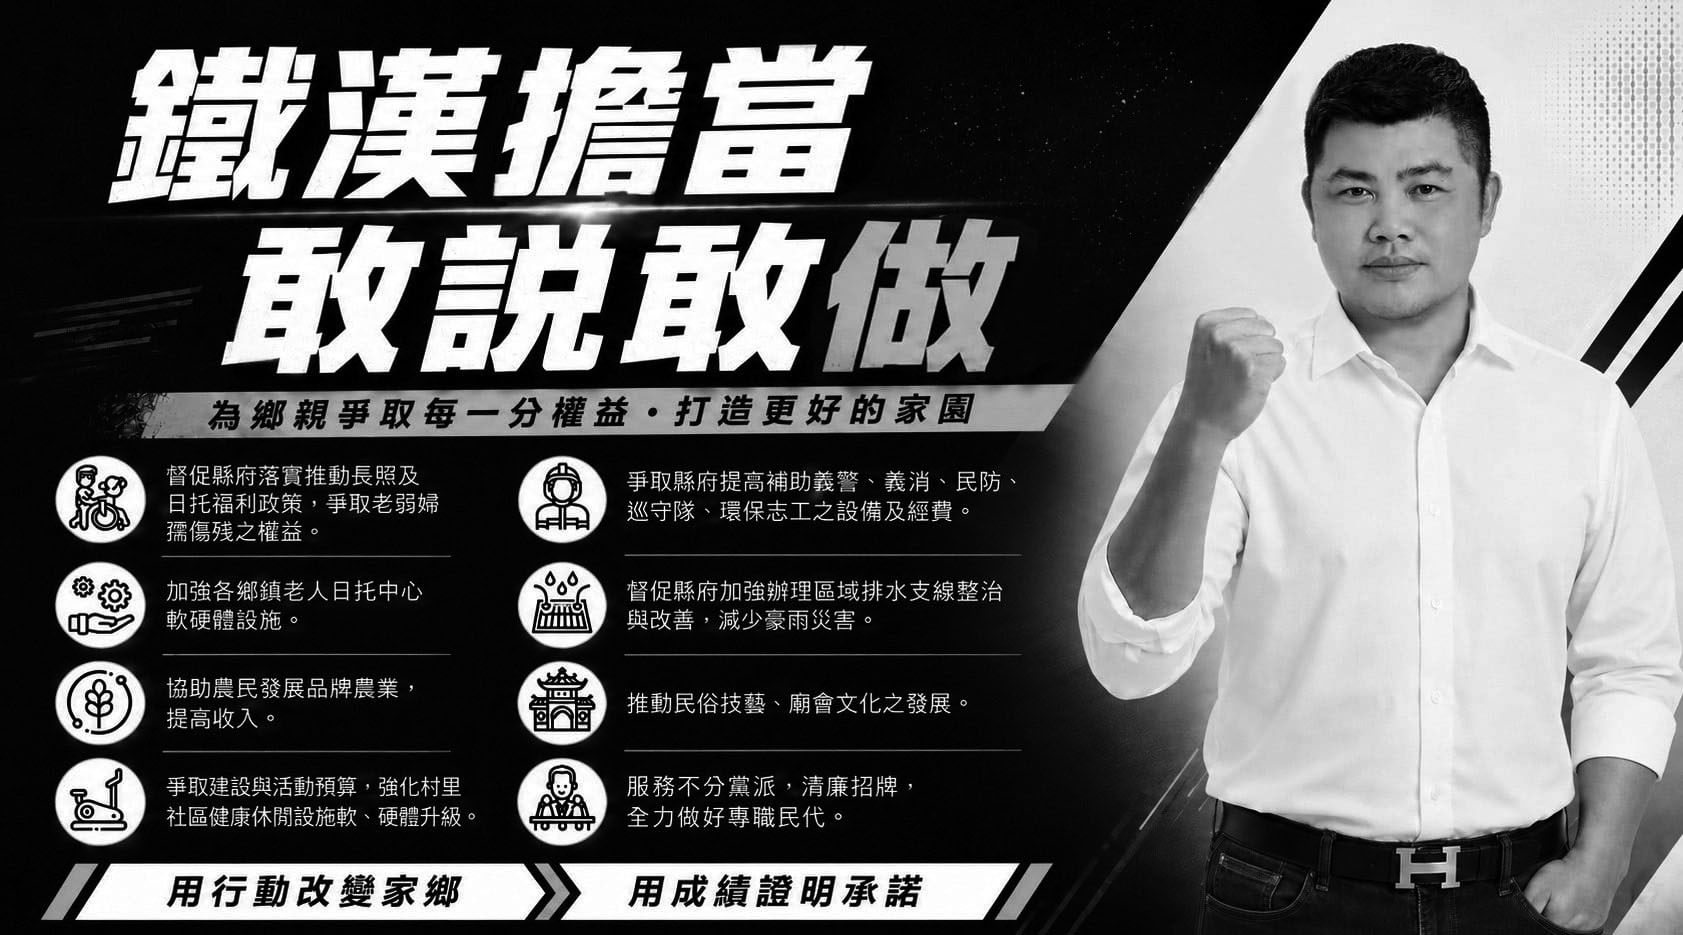 鐵漢擔當
敢説敢做
為鄉親爭取每一分權益・打造更好的家園
督促縣府落實推動長照及
日托福利政策，爭取老弱婦
孺傷残之權益。
加強各鄉鎮老人日托中心
軟硬體設施。
協助農民發展品牌農業，
提高收入。
爭取建設與活動預算，強化村里
社區健康休閒設施軟、硬體升級。
爭取縣府提高補助義警、義消、民防、
巡守隊、環保志工之設備及經費。
督促縣府加強辦理區域排水支線整治
與改善，減少豪雨災害。
推動民俗技藝、廟會文化之發展。
服務不分黨派，清廉招牌，
全力做好專職民代。
用行動改變家鄉
用成績證明承諾
H